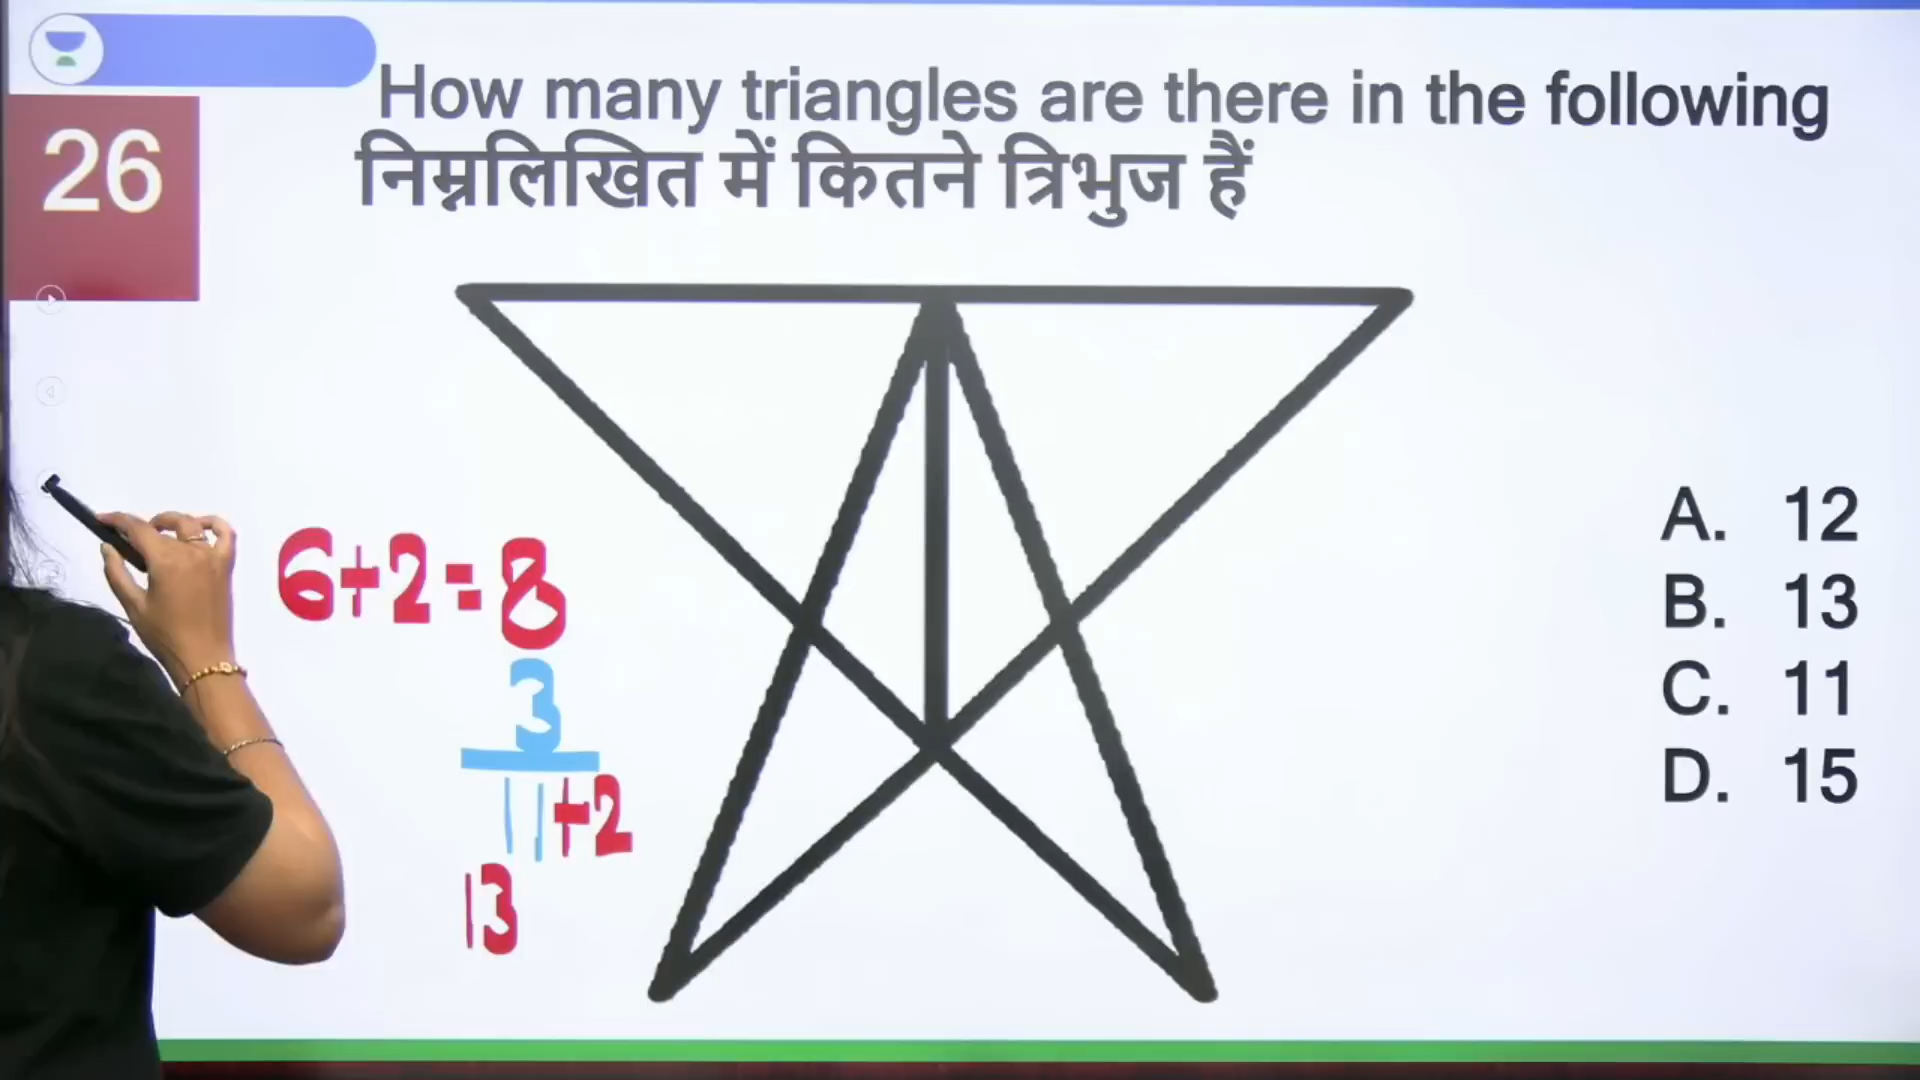 How many triangles are there in the following
26
निम्नलिखित में कितने त्रिभुज हैं
6+2=8
3
11+2
13
A. 12
B. 13
C. 11
D. 15